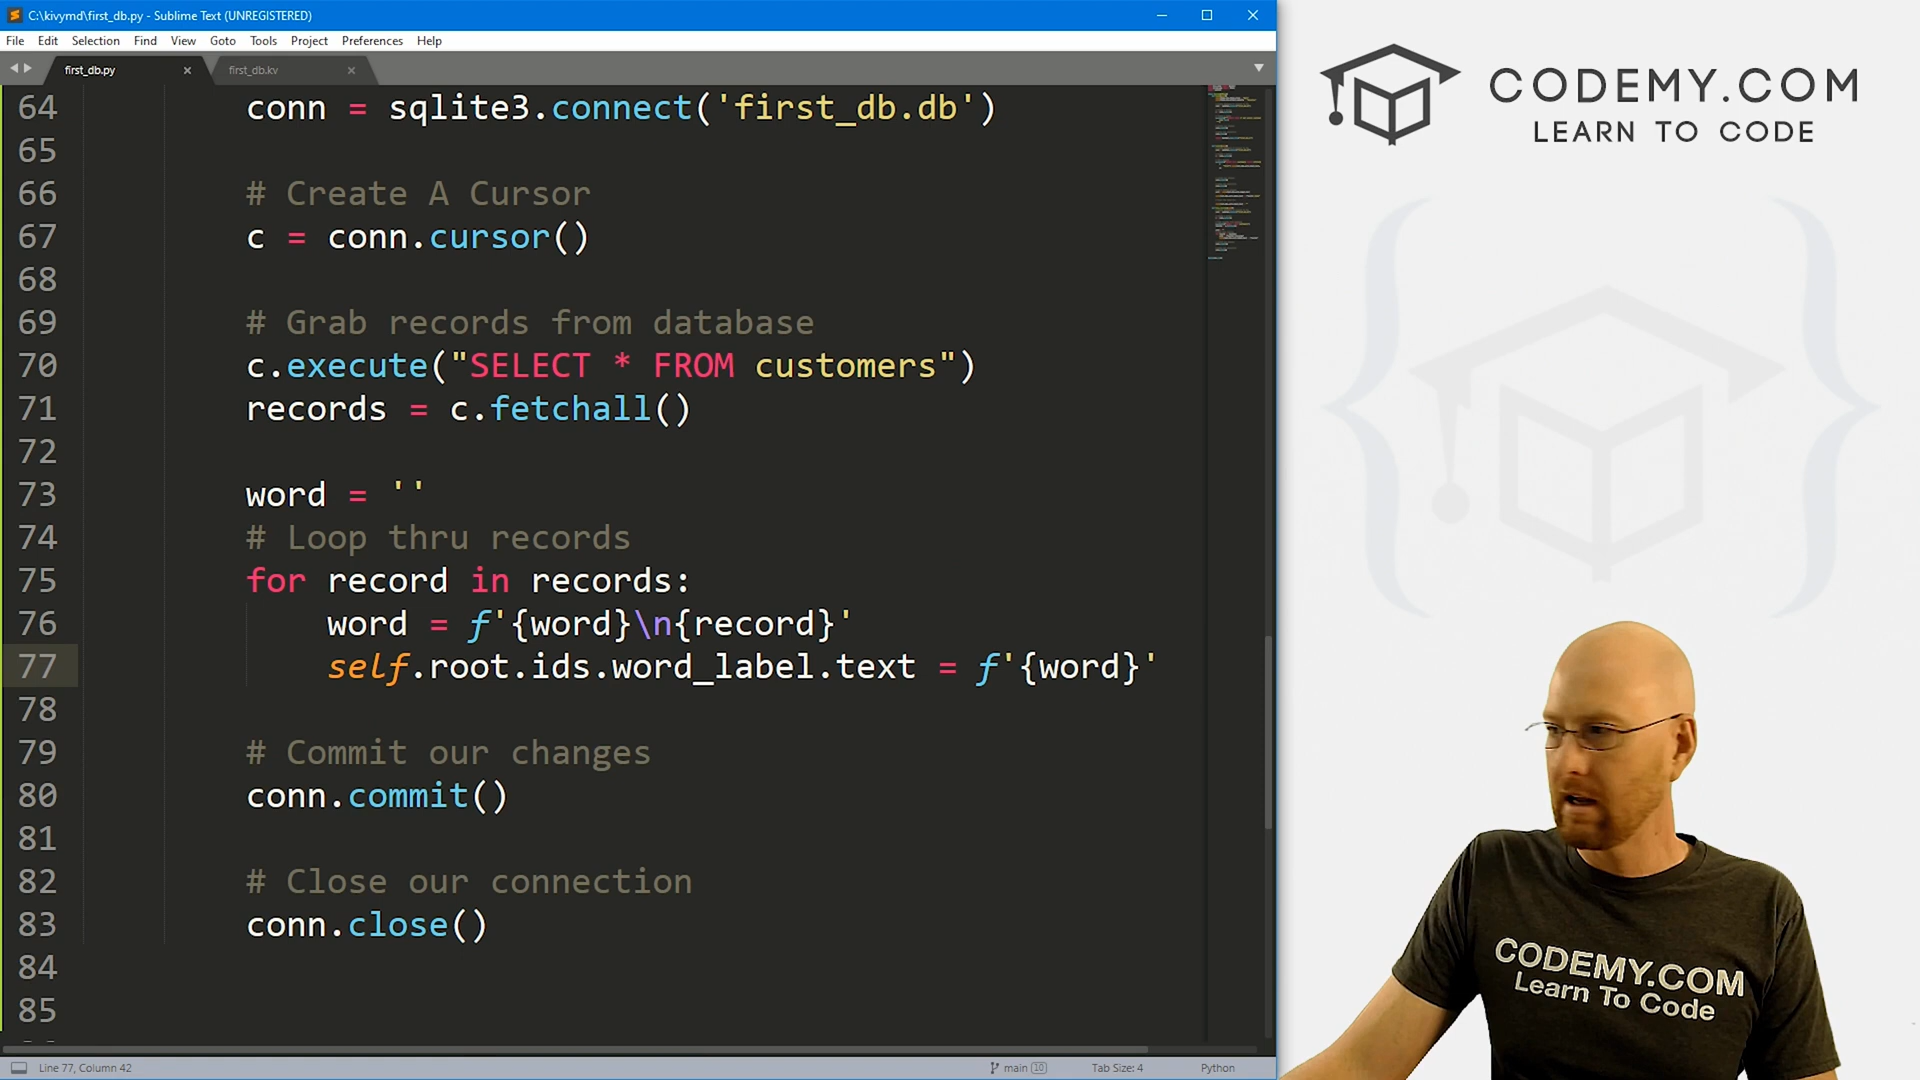 C:\kivymd\first_db.py - Sublime Text (UNREGISTERED)
File Edit Selection Find View Goto Tools Project Preferences Help
first_db.py
first_db.kv
64 conn = sqlite3.connect('first_db.db')
65
66 # Create A Cursor
67 c = conn.cursor()
68
69 # Grab records from database
70 c.execute("SELECT * FROM customers")
71 records = c.fetchall()
72
73 word = ''
74 # Loop thru records
75 for record in records:
76 word = f'{word}\n{record}'
77 self.root.ids.word_label.text = f'{word}'
78
79 # Commit our changes
80 conn.commit()
81
82 # Close our connection
83 conn.close()
84
85
Line 77, Column 42
main 10
Tab Size: 4
Python
CODEMY.COM
LEARN TO CODE
CODEMY.COM
Learn To Code